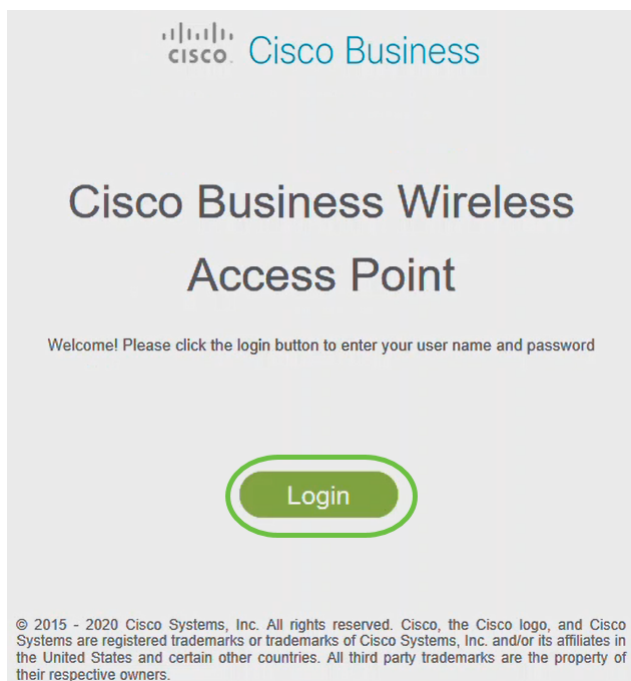 cisco. Cisco Business
Cisco Business Wireless
Access Point
Welcome! Please click the login button to enter your user name and password
Login
© 2015 - 2020 Cisco Systems, Inc. All rights reserved. Cisco, the Cisco logo, and Cisco
Systems are registered trademarks or trademarks of Cisco Systems, Inc. and/or its affiliates in
the United States and certain other countries. All third party trademarks are the property of
their respective owners.